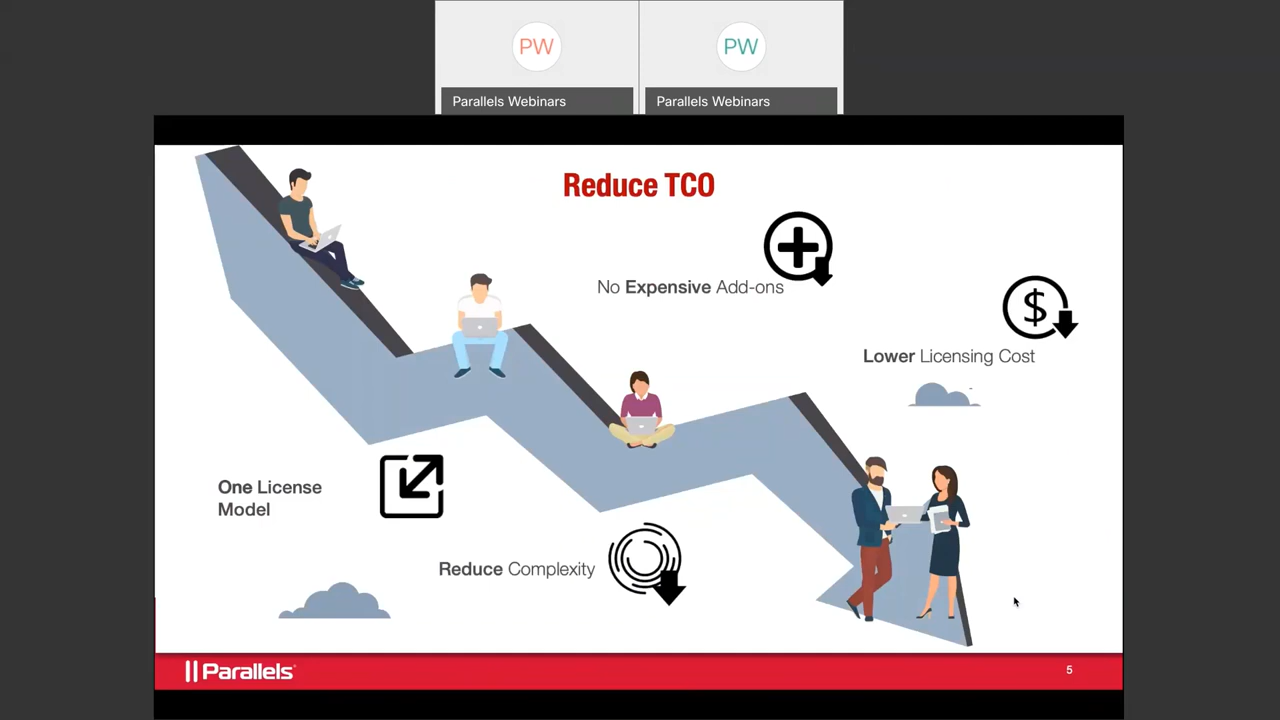 PW
PW
Parallels Webinars
Parallels Webinars
Reduce TCO
No Expensive Add-ons
$
Lower Licensing Cost
One License
Model
Reduce Complexity
Parallels®
5